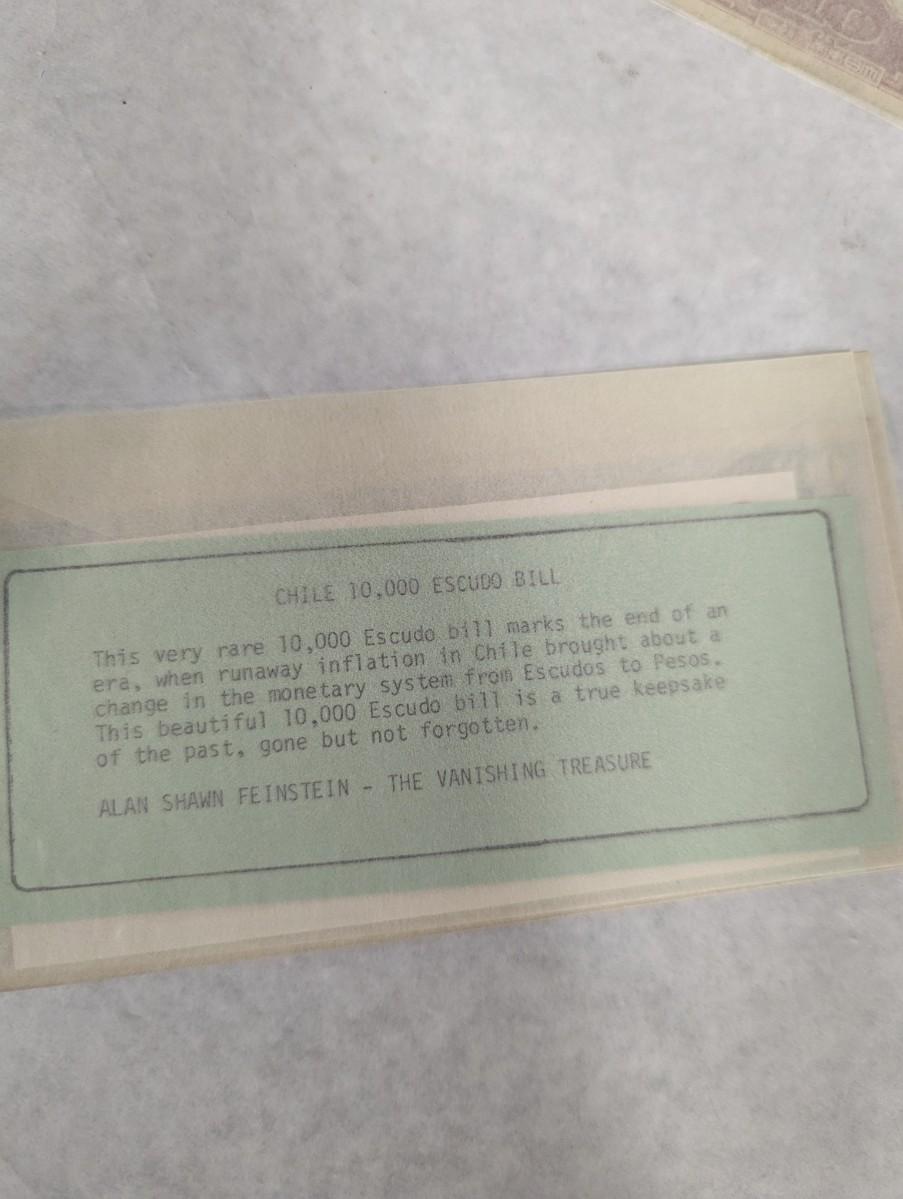 CHILE 10,000 ESCUDO BILL
This very rare 10,000 Escudo bill marks the end of an
era, when runaway inflation in Chile brought about a
change in the monetary system from Escudos to Pesos.
This beautiful 10,000 Escudo bill is a true keepsake
of the past, gone but not forgotten.
ALAN SHAWN FEINSTEIN - THE VANISHING TREASURE